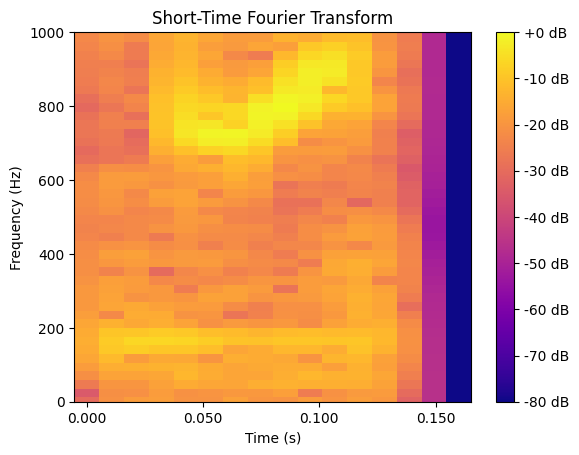 Short-Time Fourier Transform
Frequency (Hz)
1000
800
600
400
200
0
0.000
0.050
0.100
0.150
Time (s)
+0 dB
-10 dB
-20 dB
-30 dB
-40 dB
-50 dB
-60 dB
-70 dB
-80 dB